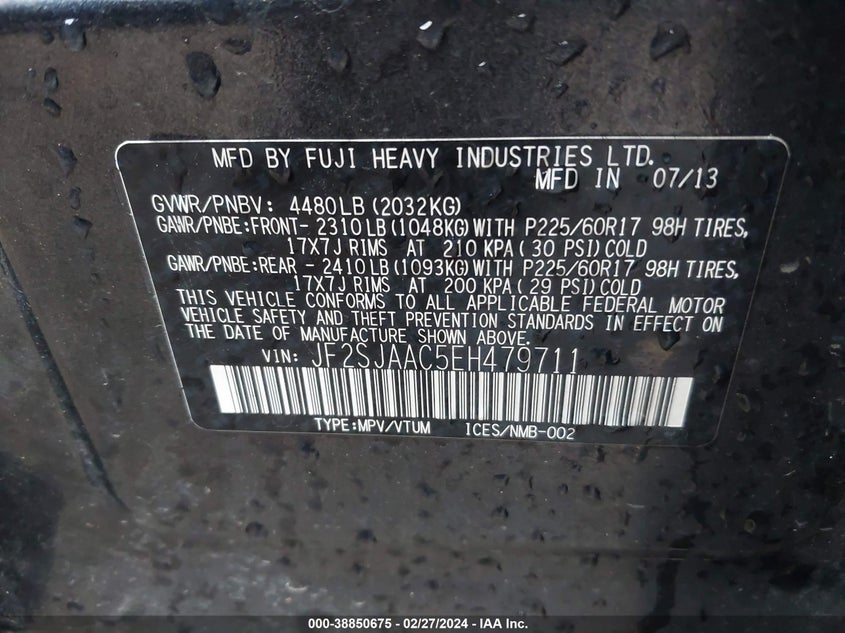 MFD BY FUJI HEAVY INDUSTRIES LTD.
MFD IN 07/13
GVWR/PNBV: 4480LB (2032KG)
GAWR/PNBE:FRONT- 2310 LB (1048KG) WITH P225/60R17 98H TIRES,
17X7J RIMS AT 210 KPA ( 30 PSI) COLD
GAWR/PNBE:REAR - 2410 LB (1093KG) WITH P225/60R17 98H TIRES,
17X7J RIMS AT 200 KPA ( 29 PSI) COLD
THIS VEHICLE CONFORMS TO ALL APPLICABLE FEDERAL MOTOR
VEHICLE SAFETY AND THEFT PREVENTION STANDARDS IN EFFECT ON
THE DATE OF MANUFACTURE SHOWN ABOVE.
VIN: JF2SJAAC5EH479711
TYPE:MPV/VTUM ICES/NMB-002
000-38850675 - 02/27/2024 - IAA Inc.